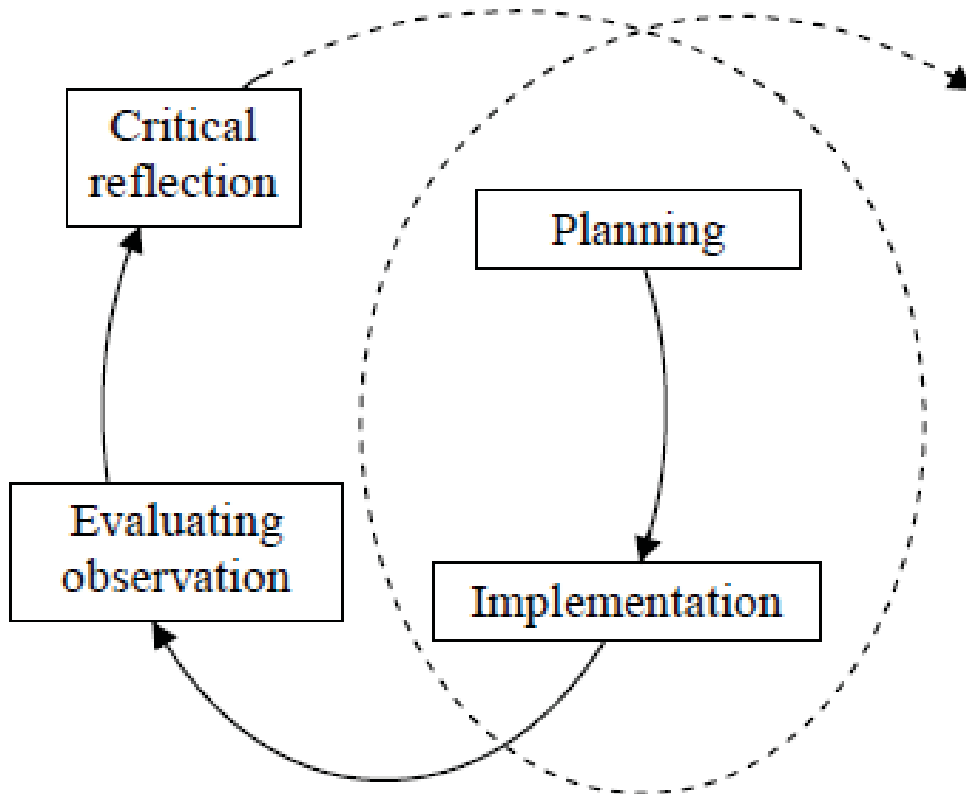 Critical
reflection
Planning
Evaluating
observation
Implementation